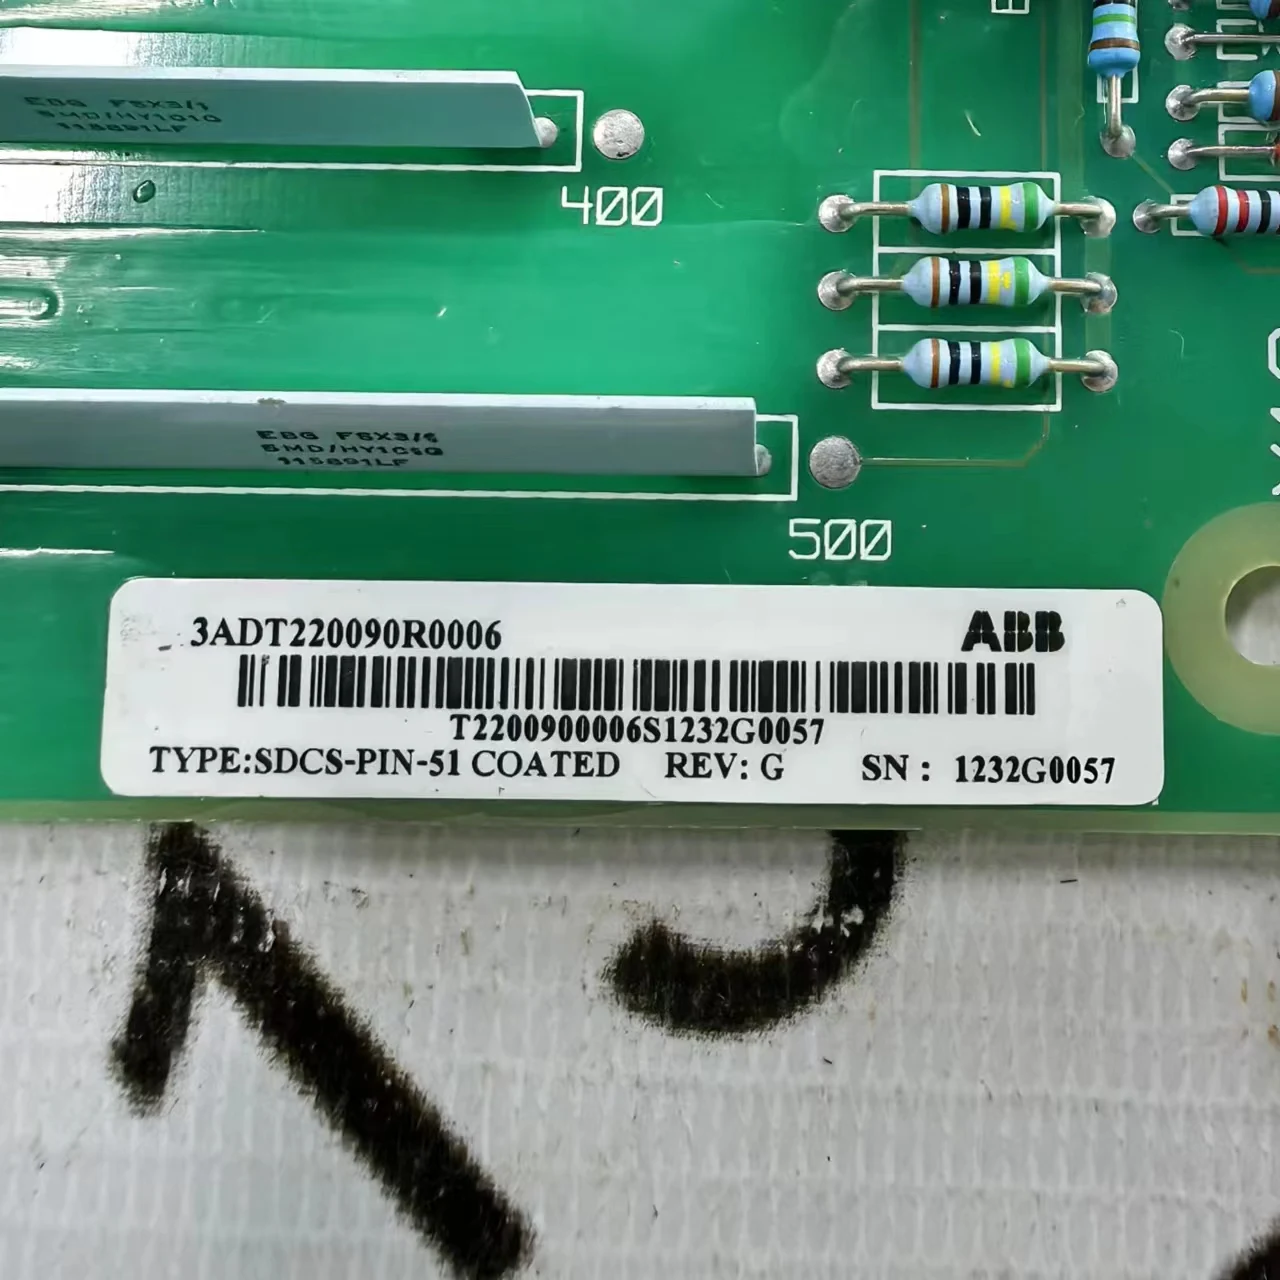 400
500
3ADT220090R0006
ABB
T2200900006S1232G0057
TYPE:SDCS-PIN-51 COATED REV: G SN : 1232G0057